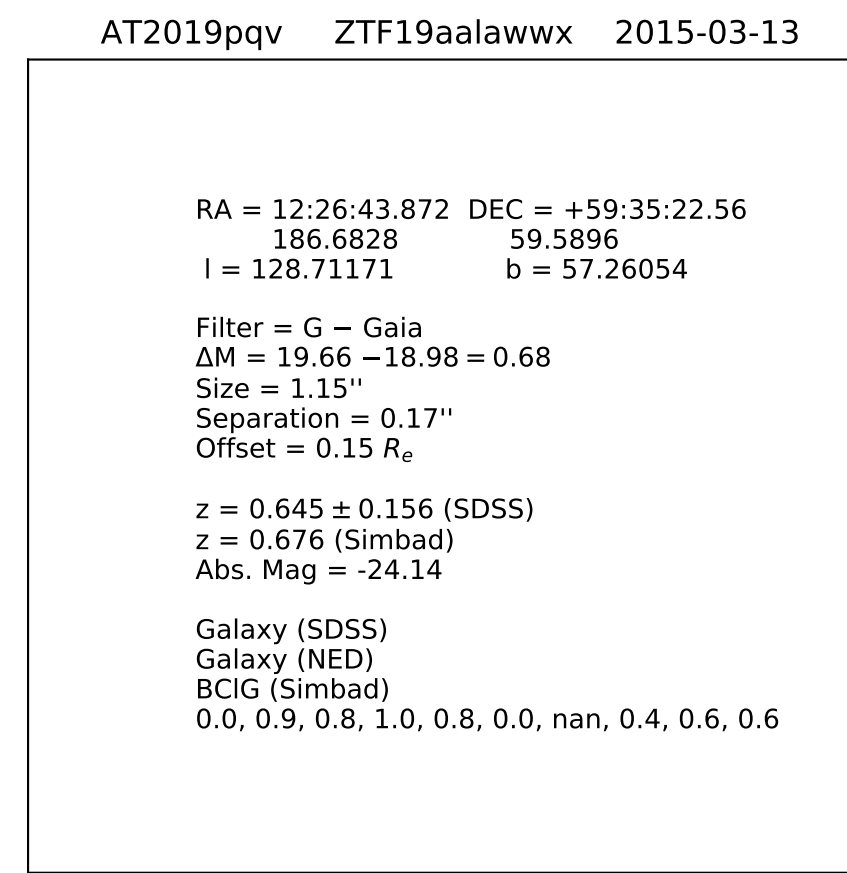 AT2019pqv ZTF19aalawwx 2015-03-13
RA = 12:26:43.872 DEC = +59:35:22.56
186.6828 59.5896
l = 128.71171 b = 57.26054
Filter = G − Gaia
ΔM = 19.66 −18.98 = 0.68
Size = 1.15''
Separation = 0.17''
Offset = 0.15 Rₑ
z = 0.645 ± 0.156 (SDSS)
z = 0.676 (Simbad)
Abs. Mag = -24.14
Galaxy (SDSS)
Galaxy (NED)
BClG (Simbad)
0.0, 0.9, 0.8, 1.0, 0.8, 0.0, nan, 0.4, 0.6, 0.6